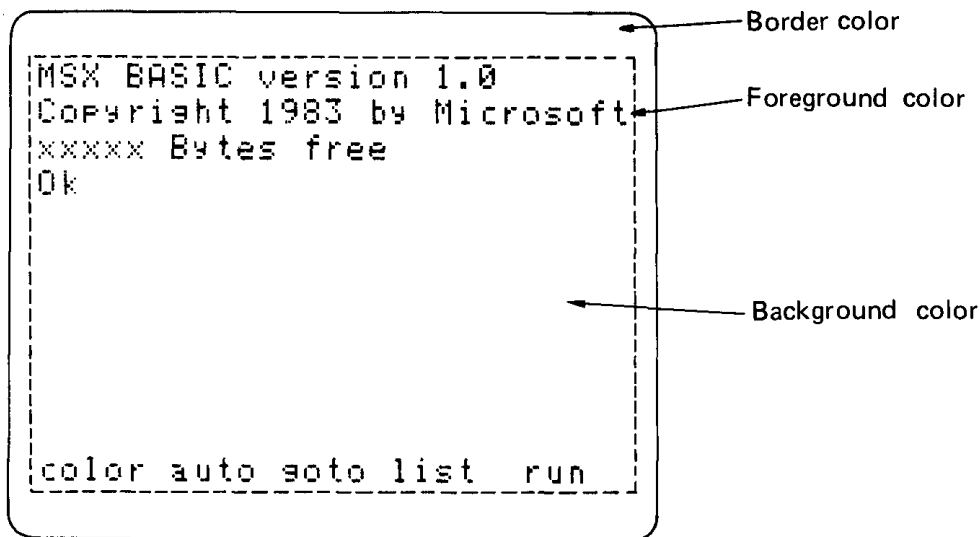 Border color
MSX BASIC version 1.0
Copyright 1983 by Microsoft
Foreground color
xxxxx Bytes free
Ok
Background color
color auto goto list run